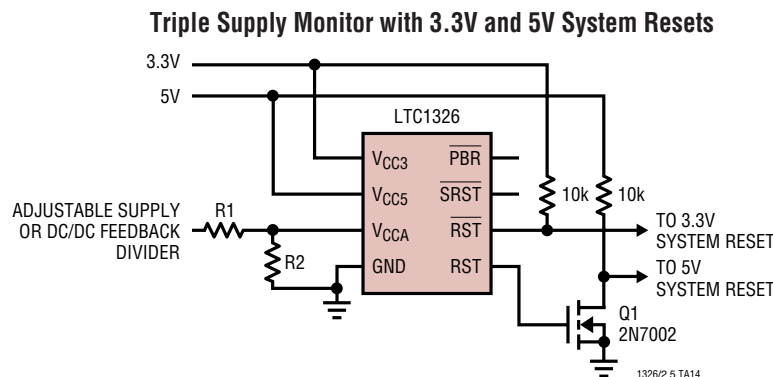 Triple Supply Monitor with 3.3V and 5V System Resets
3.3V
5V
LTC1326
VCC3
PBR
VCC5
SRST
10k
10k
ADJUSTABLE SUPPLY
OR DC/DC FEEDBACK
DIVIDER
R1
VCCA
RST
TO 3.3V
SYSTEM RESET
R2
GND
RST
TO 5V
SYSTEM RESET
Q1
2N7002
1326/2.5 TA14